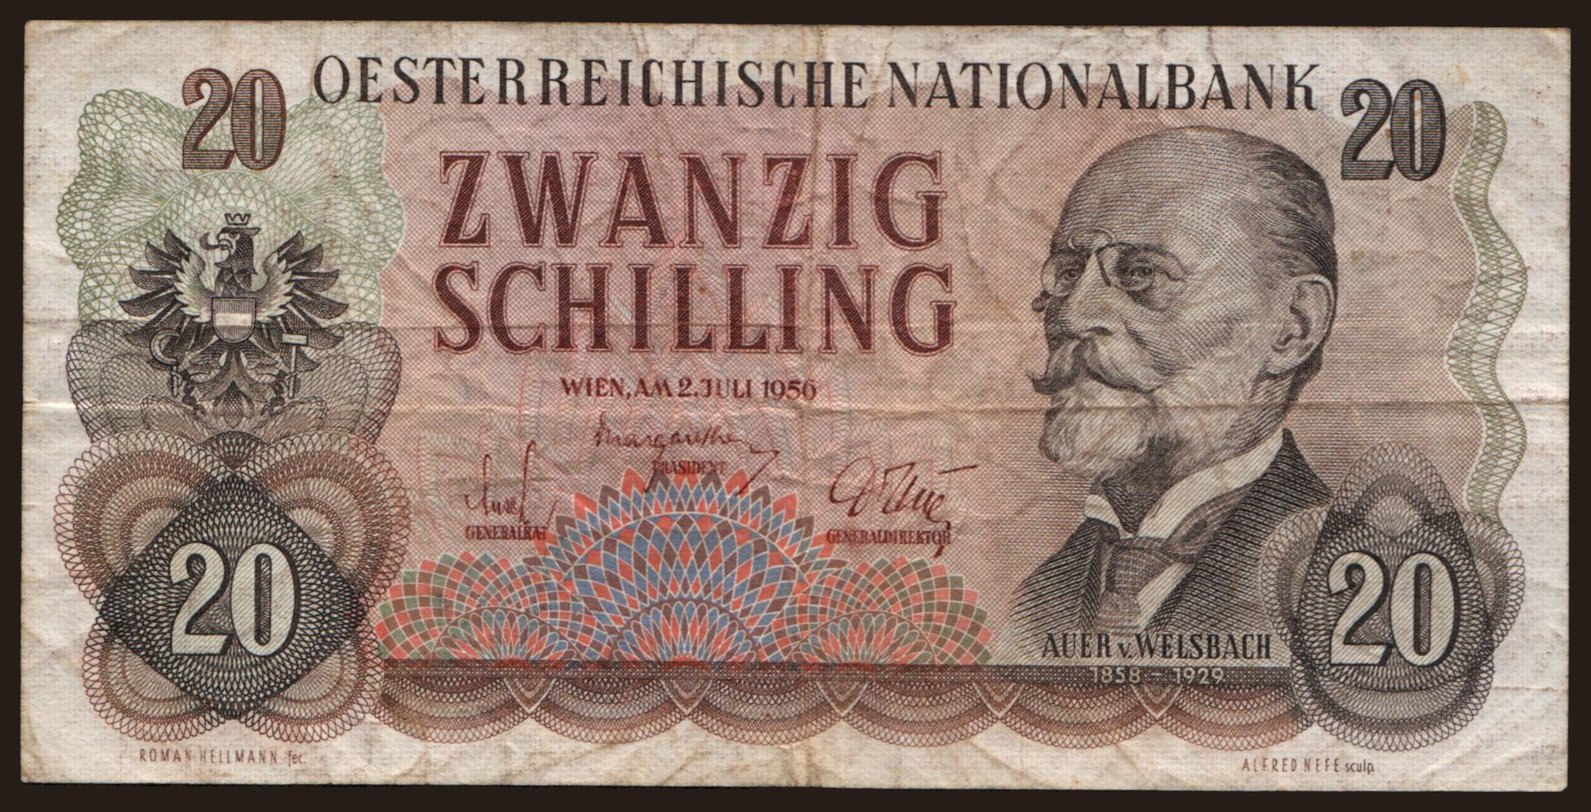 20 OESTERREICHISCHE NATIONALBANK 20
ZWANZIG
SCHILLING
WIEN, AM 2. JULI 1956
PRÄSIDENT
GENERALRAT GENERALDIREKTOR
20 20
AUER v. WELSBACH
1858 - 1929
ROMAN HELLMANN fec. ALFRED NEFE sculp.